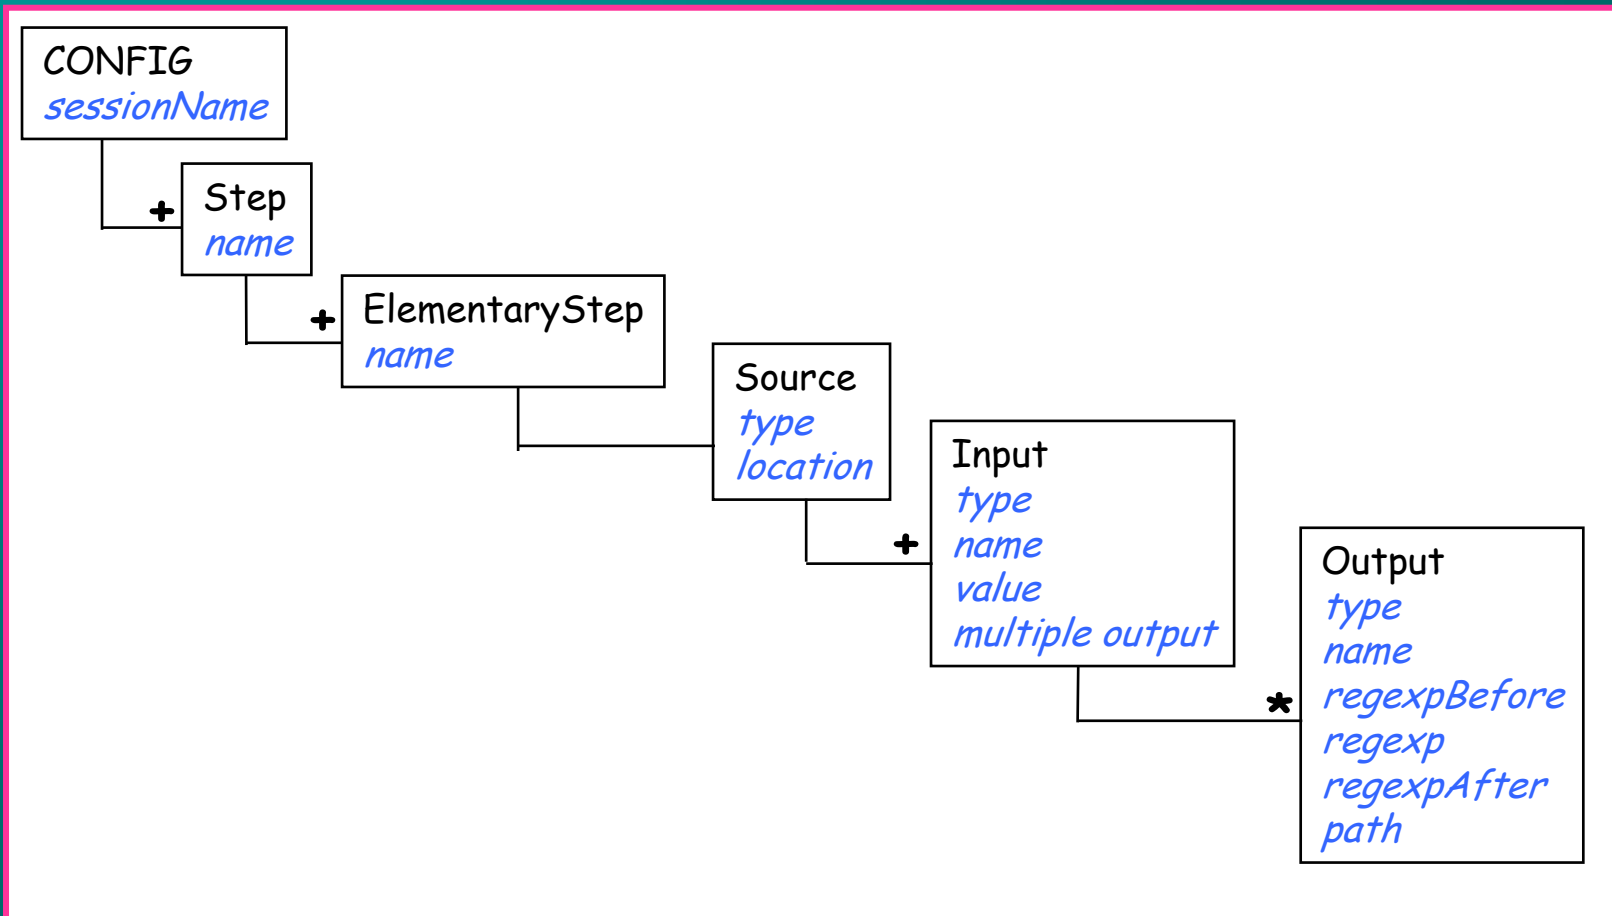 CONFIG
sessionName
+
Step
name
+
ElementaryStep
name
Source
type
location
+
Input
type
name
value
multiple output
*
Output
type
name
regexpBefore
regexp
regexpAfter
path